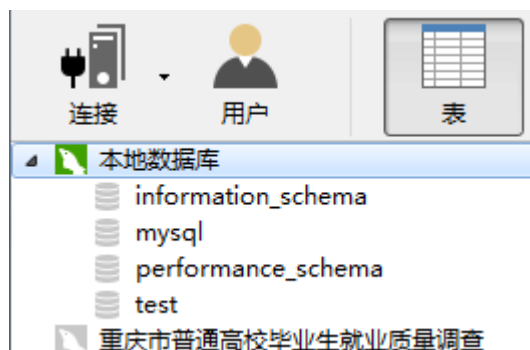 连接 用户 表
本地数据库
information_schema
mysql
performance_schema
test
重庆市普通高校毕业生就业质量调查